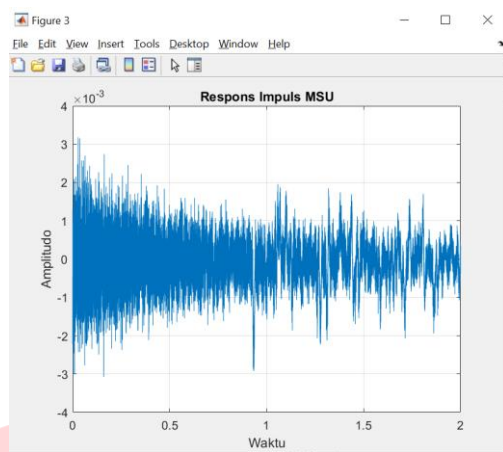 Figure 3
File Edit View Insert Tools Desktop Window Help
×10⁻³
Respons Impuls MSU
4
3
2
1
0
-1
-2
-3
-4
Amplitudo
0 0.5 1 1.5 2
Waktu